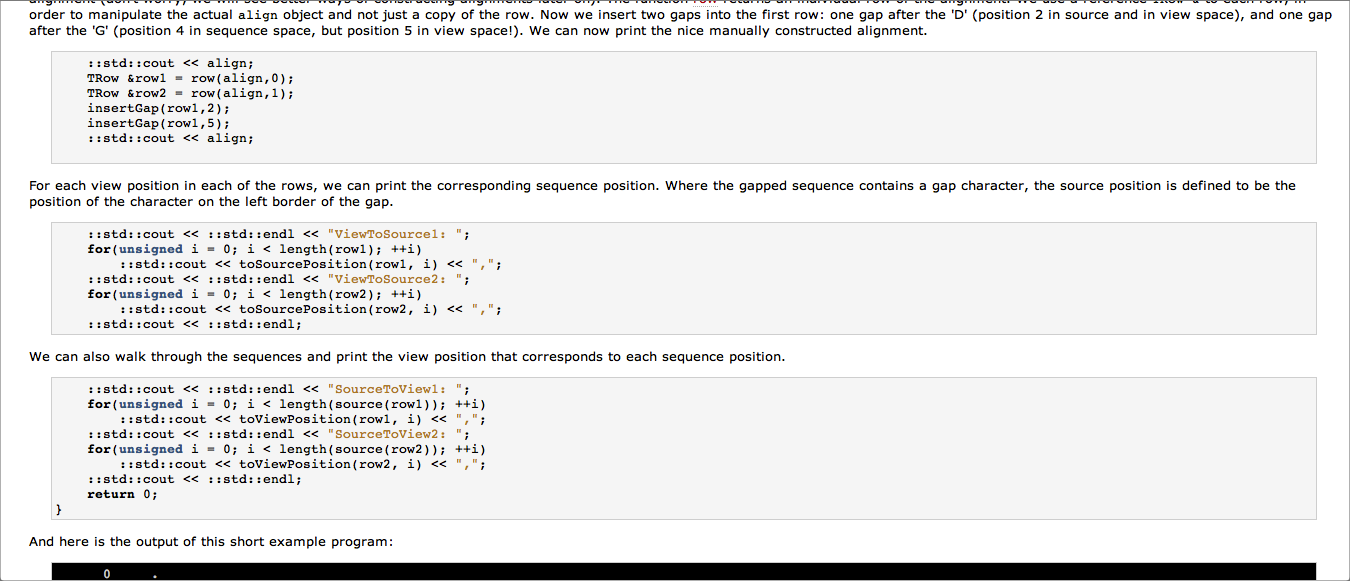 order to manipulate the actual align object and not just a copy of the row. Now we insert two gaps into the first row: one gap after the 'D' (position 2 in source and in view space), and one gap
after the 'G' (position 4 in sequence space, but position 5 in view space!). We can now print the nice manually constructed alignment.
::std::cout << align;
TRow &row1 = row(align,0);
TRow &row2 = row(align,1);
insertGap(row1,2);
insertGap(row1,5);
::std::cout << align;
For each view position in each of the rows, we can print the corresponding sequence position. Where the gapped sequence contains a gap character, the source position is defined to be the
position of the character on the left border of the gap.
::std::cout << ::std::endl << "ViewToSource1: ";
for(unsigned i = 0; i < length(row1); ++i)
::std::cout << toSourcePosition(row1, i) << ",";
::std::cout << ::std::endl << "ViewToSource2: ";
for(unsigned i = 0; i < length(row2); ++i)
::std::cout << toSourcePosition(row2, i) << ",";
::std::cout << ::std::endl;
We can also walk through the sequences and print the view position that corresponds to each sequence position.
::std::cout << ::std::endl << "SourceToView1: ";
for(unsigned i = 0; i < length(source(row1)); ++i)
::std::cout << toViewPosition(row1, i) << ",";
::std::cout << ::std::endl << "SourceToView2: ";
for(unsigned i = 0; i < length(source(row2)); ++i)
::std::cout << toViewPosition(row2, i) << ",";
::std::cout << ::std::endl;
return 0;
}
And here is the output of this short example program:
0 .